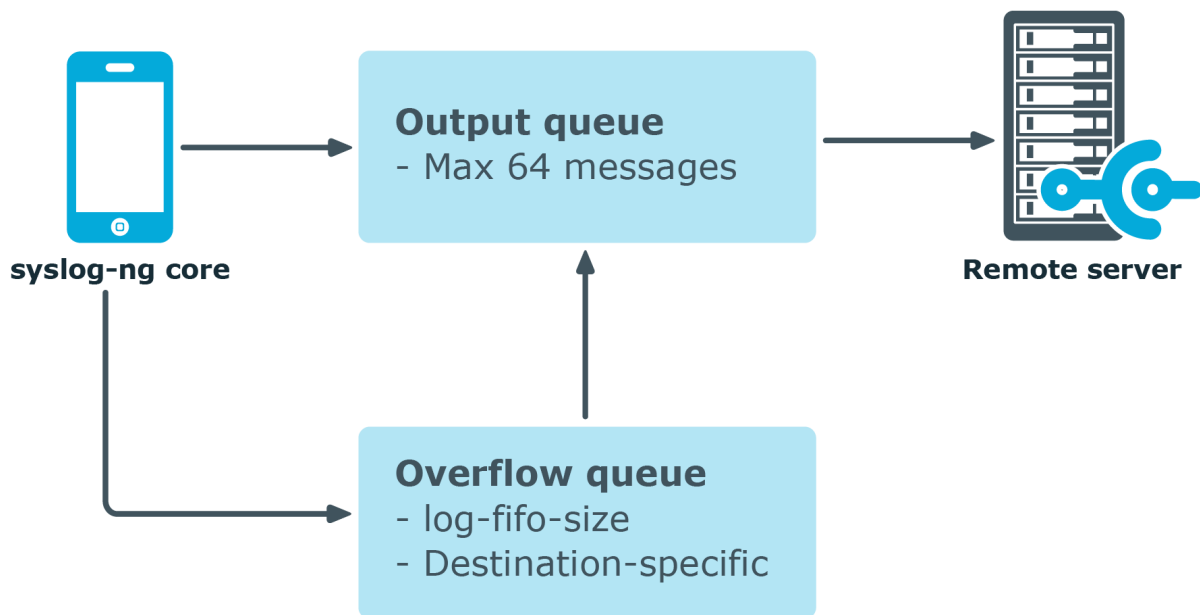 Output queue
- Max 64 messages
syslog-ng core
Remote server
Overflow queue
- log-fifo-size
- Destination-specific